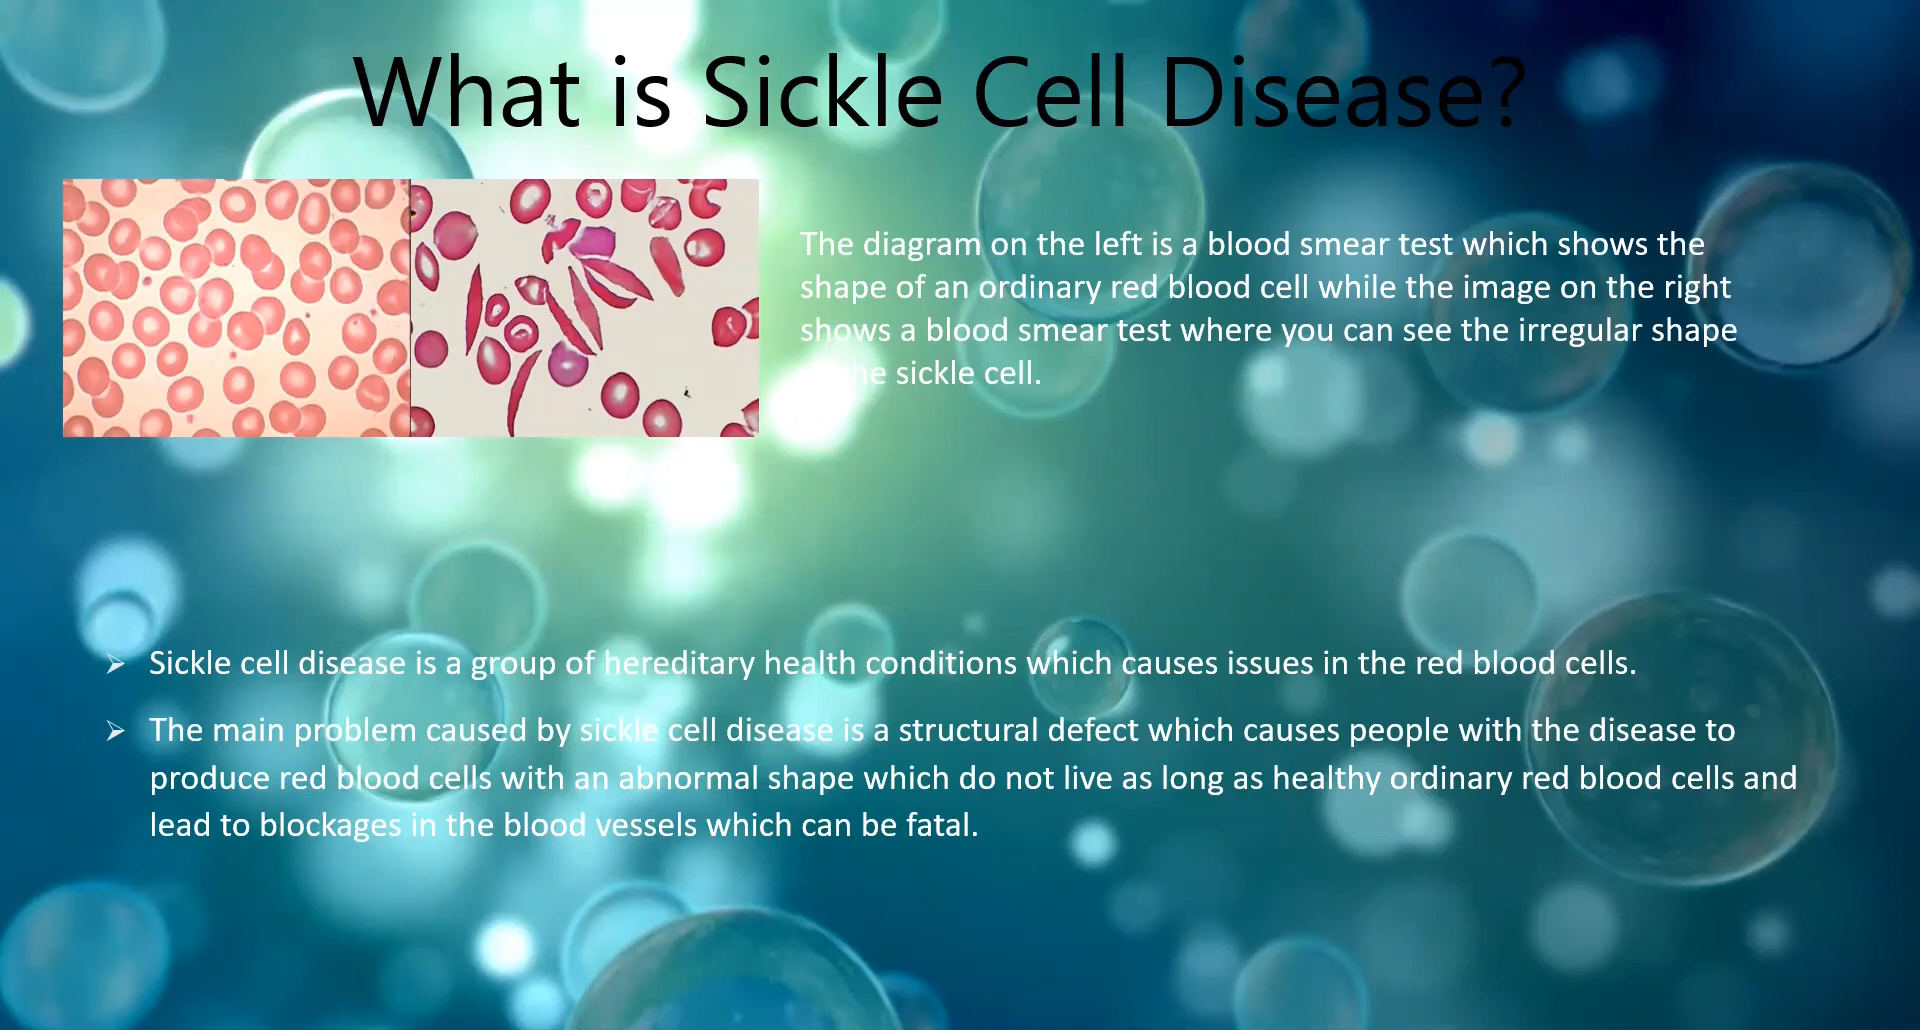 What is Sickle Cell Disease?
The diagram on the left is a blood smear test which shows the
shape of an ordinary red blood cell while the image on the right
shows a blood smear test where you can see the irregular shape
of the sickle cell.
Sickle cell disease is a group of hereditary health conditions which causes issues in the red blood cells.
The main problem caused by sickle cell disease is a structural defect which causes people with the disease to
produce red blood cells with an abnormal shape which do not live as long as healthy ordinary red blood cells and
lead to blockages in the blood vessels which can be fatal.